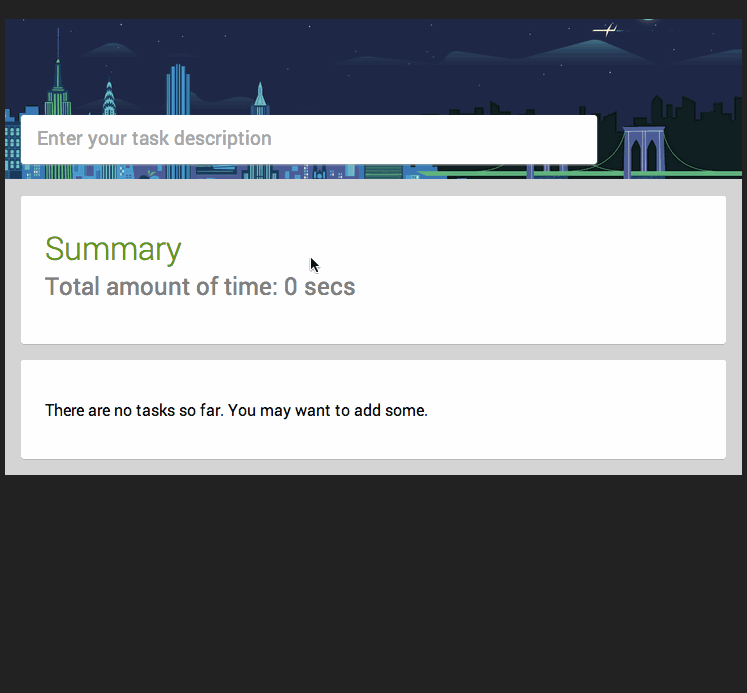 Enter your task description
Summary
Total amount of time: 0 secs
There are no tasks so far. You may want to add some.